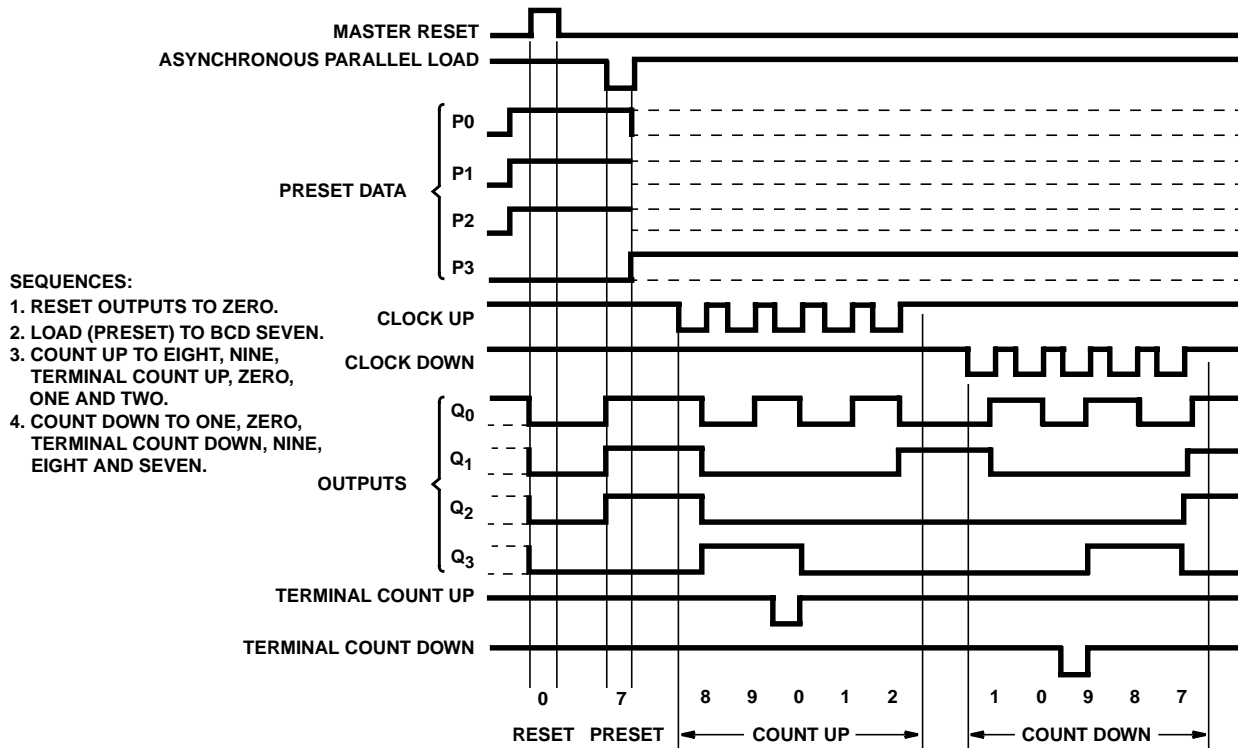 MASTER RESET
ASYNCHRONOUS PARALLEL LOAD
P0
P1
PRESET DATA
P2
P3
SEQUENCES:
1. RESET OUTPUTS TO ZERO.
2. LOAD (PRESET) TO BCD SEVEN.
3. COUNT UP TO EIGHT, NINE,
TERMINAL COUNT UP, ZERO,
ONE AND TWO.
4. COUNT DOWN TO ONE, ZERO,
TERMINAL COUNT DOWN, NINE,
EIGHT AND SEVEN.
CLOCK UP
CLOCK DOWN
Q0
Q1
OUTPUTS
Q2
Q3
TERMINAL COUNT UP
TERMINAL COUNT DOWN
0 7 8 9 0 1 2 1 0 9 8 7
RESET PRESET COUNT UP COUNT DOWN